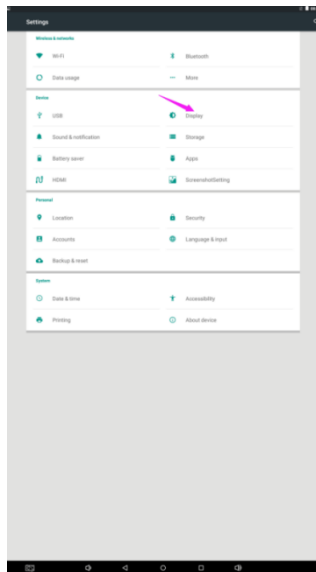 Settings
Wireless & networks
Wi-Fi
Bluetooth
Data usage
More
Device
USB
Display
Sound & notification
Storage
Battery saver
Apps
HDMI
ScreenshotSetting
Personal
Location
Security
Accounts
Language & input
Backup & reset
System
Date & time
Accessibility
Printing
About device